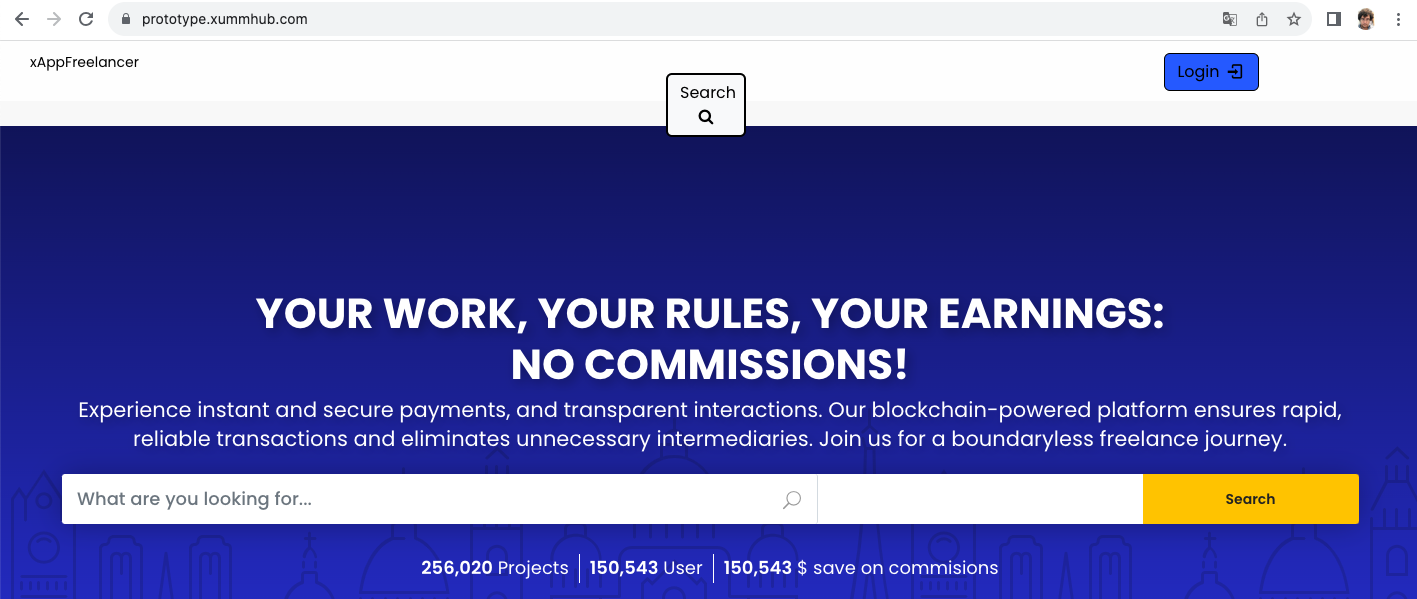 prototype.xummhub.com
xAppFreelancer
Login
Search
YOUR WORK, YOUR RULES, YOUR EARNINGS:
NO COMMISSIONS!
Experience instant and secure payments, and transparent interactions. Our blockchain-powered platform ensures rapid,
reliable transactions and eliminates unnecessary intermediaries. Join us for a boundaryless freelance journey.
What are you looking for...
Search
256,020 Projects 150,543 User 150,543 $ save on commisions